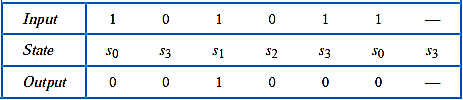 Input 1 0 1 0 1 1 —
State s0 s3 s1 s2 s3 s0 s3
Output 0 0 1 0 0 0 —